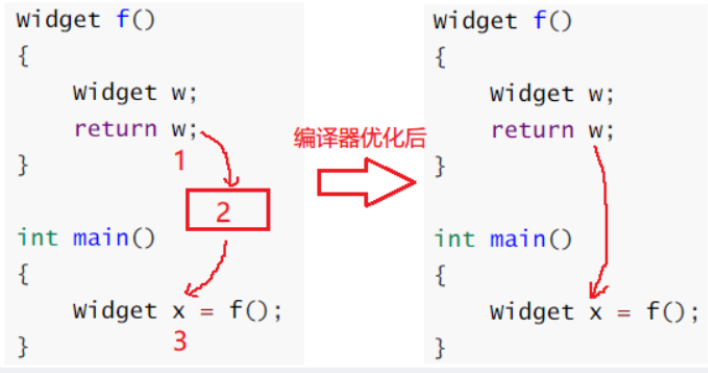 Widget f()
{
    Widget w;
    return w;
1
}
2
int main()
{
    Widget x = f();
3
}
编译器优化后
Widget f()
{
    Widget w;
    return w;
}
int main()
{
    Widget x = f();
}